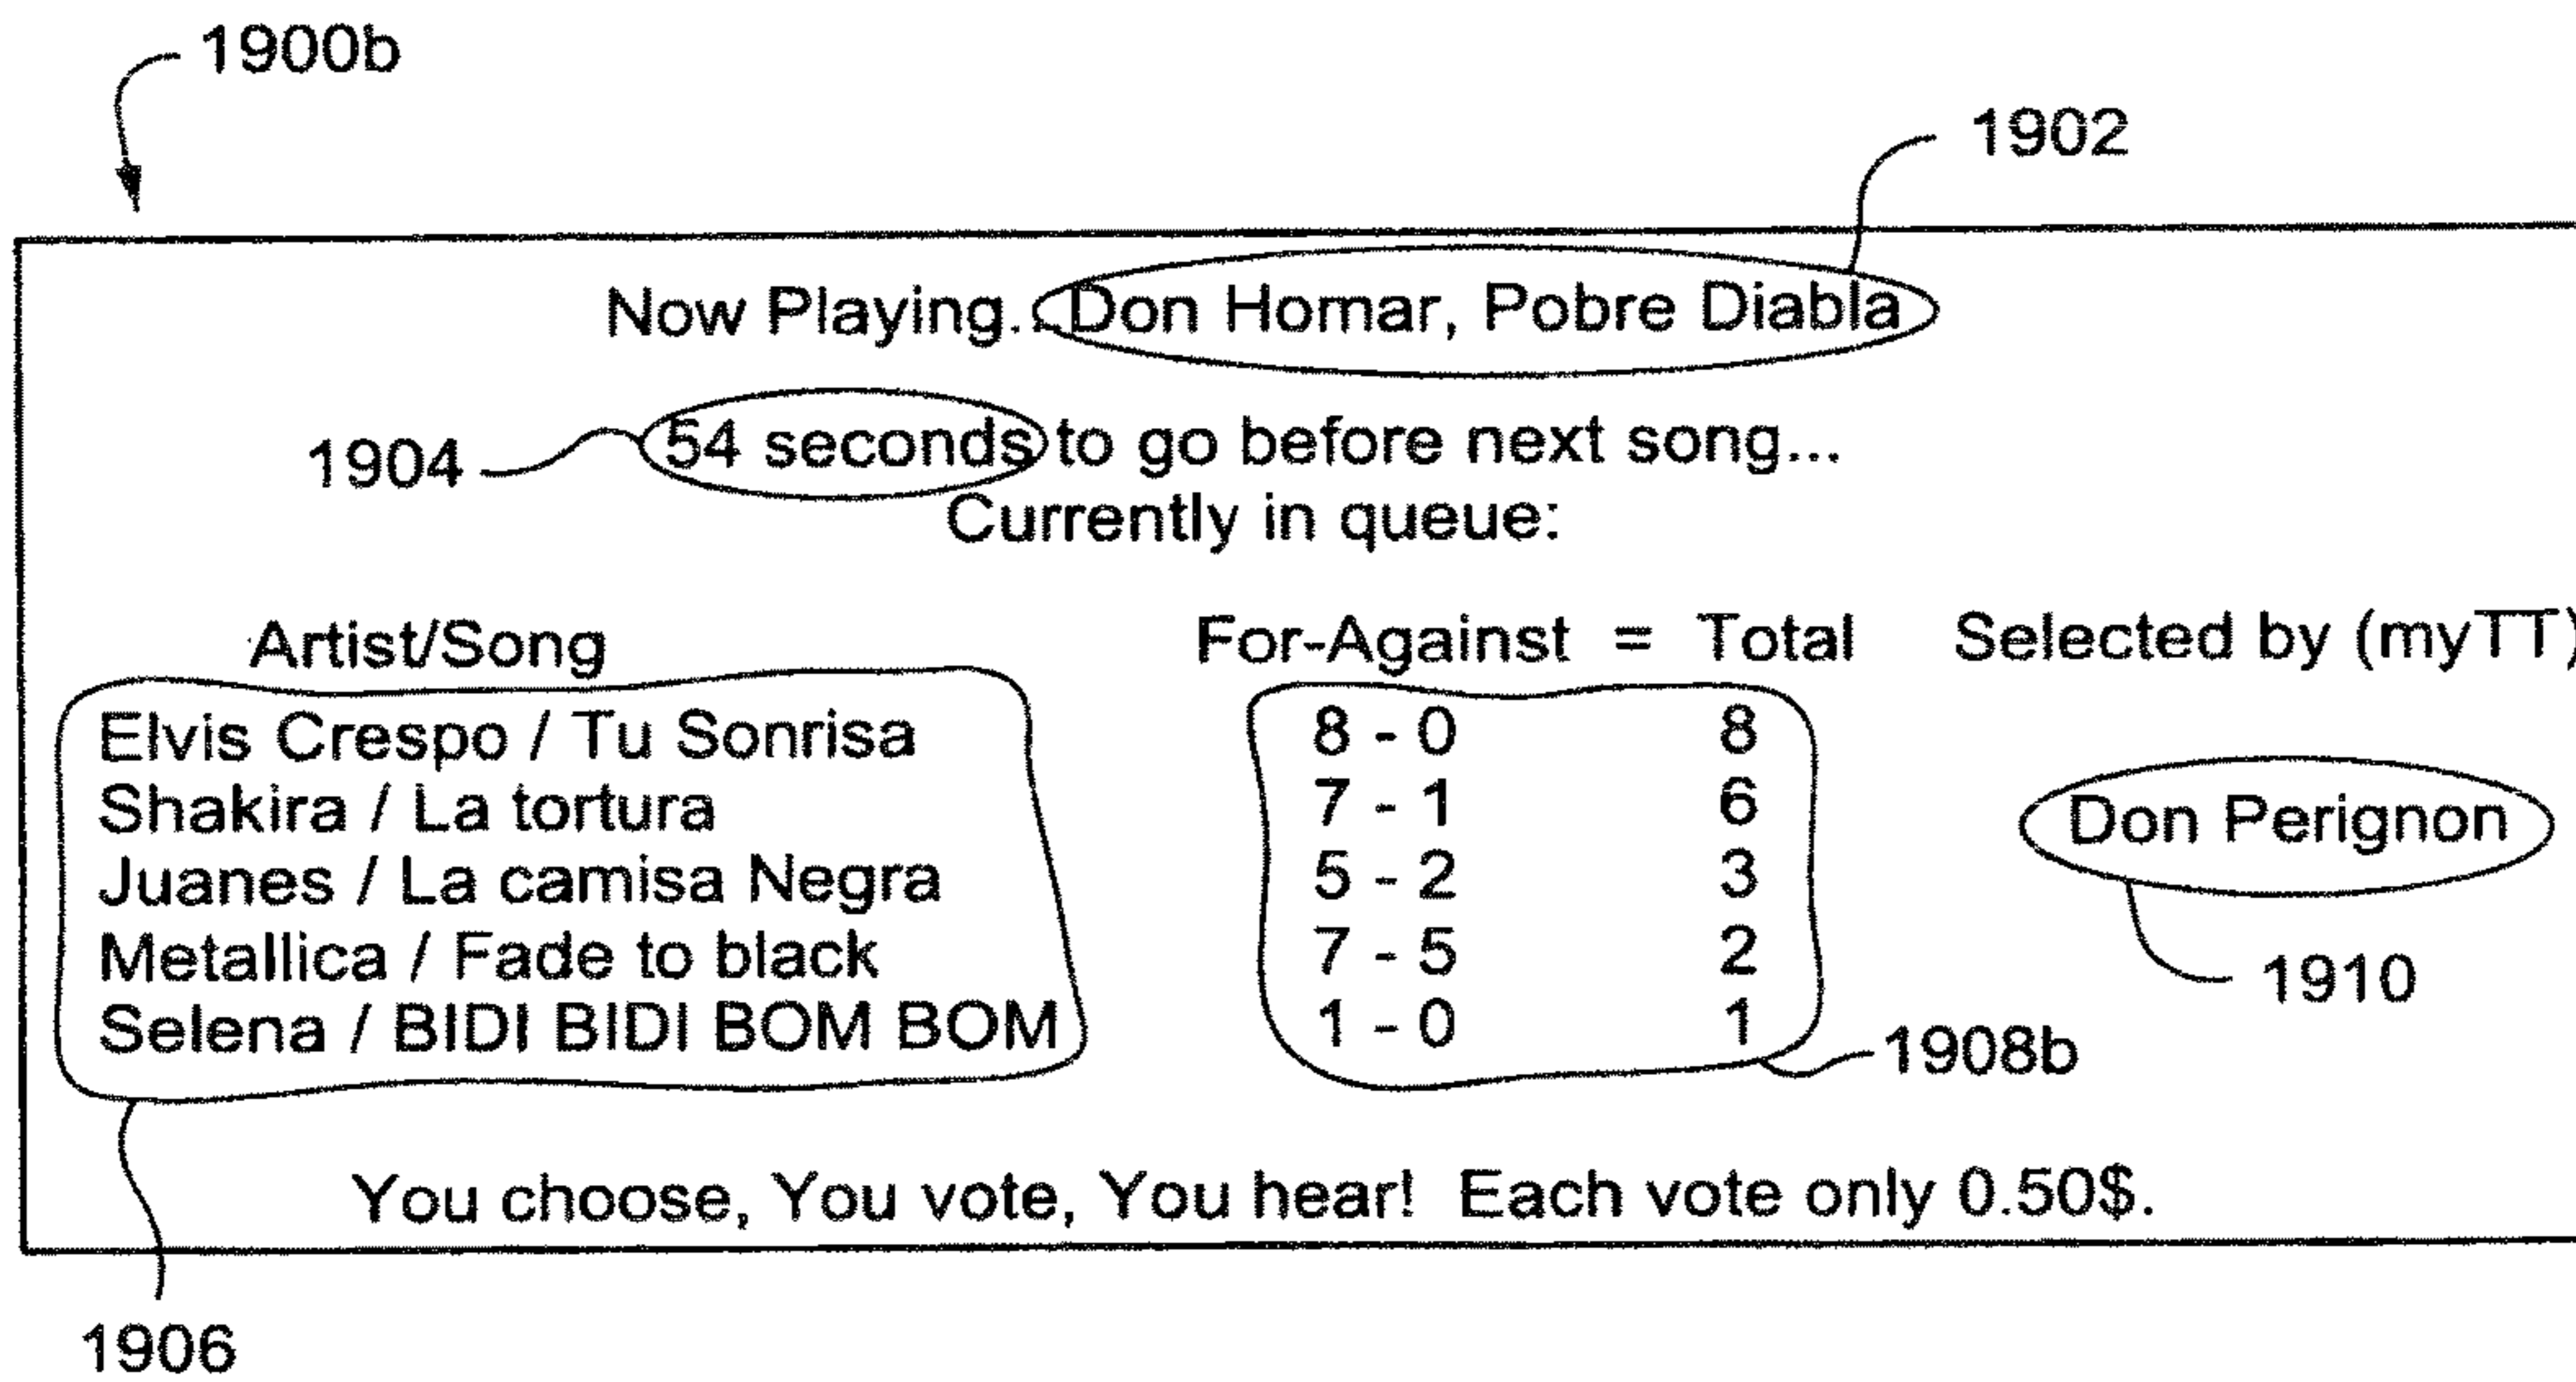 1900b
1902
Now Playing... Don Homar, Pobre Diabla
1904 54 seconds to go before next song...
Currently in queue:
Artist/Song For-Against = Total Selected by (myTT)
Elvis Crespo / Tu Sonrisa 8 - 0 8
Shakira / La tortura 7 - 1 6 Don Perignon
Juanes / La camisa Negra 5 - 2 3
Metallica / Fade to black 7 - 5 2 1910
Selena / BIDI BIDI BOM BOM 1 - 0 1 1908b
You choose, You vote, You hear! Each vote only 0.50$.
1906